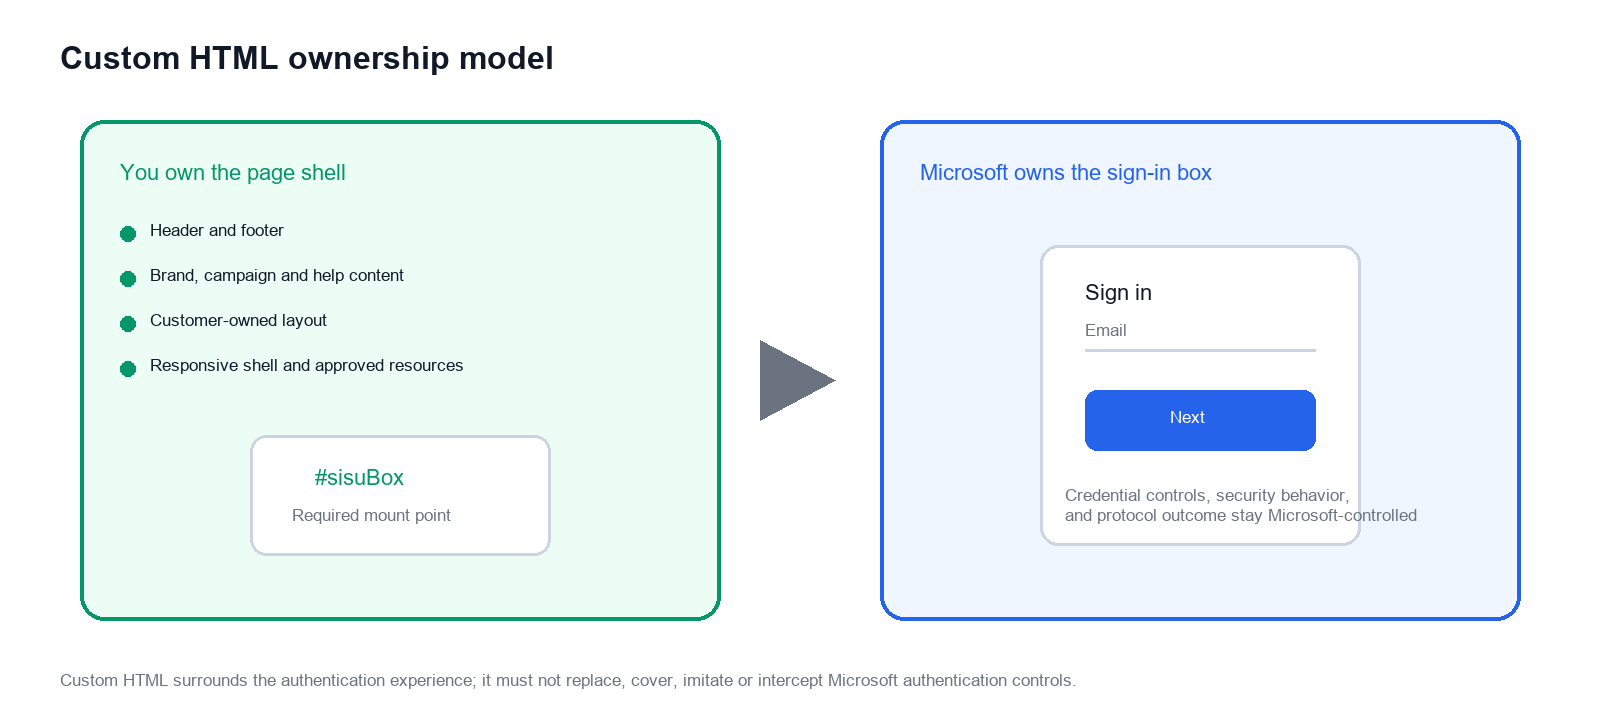 Custom HTML ownership model
You own the page shell
Header and footer
Brand, campaign and help content
Customer-owned layout
Responsive shell and approved resources
#sisuBox
Required mount point
Microsoft owns the sign-in box
Sign in
Email
Next
Credential controls, security behavior,
and protocol outcome stay Microsoft-controlled
Custom HTML surrounds the authentication experience; it must not replace, cover, imitate or intercept Microsoft authentication controls.